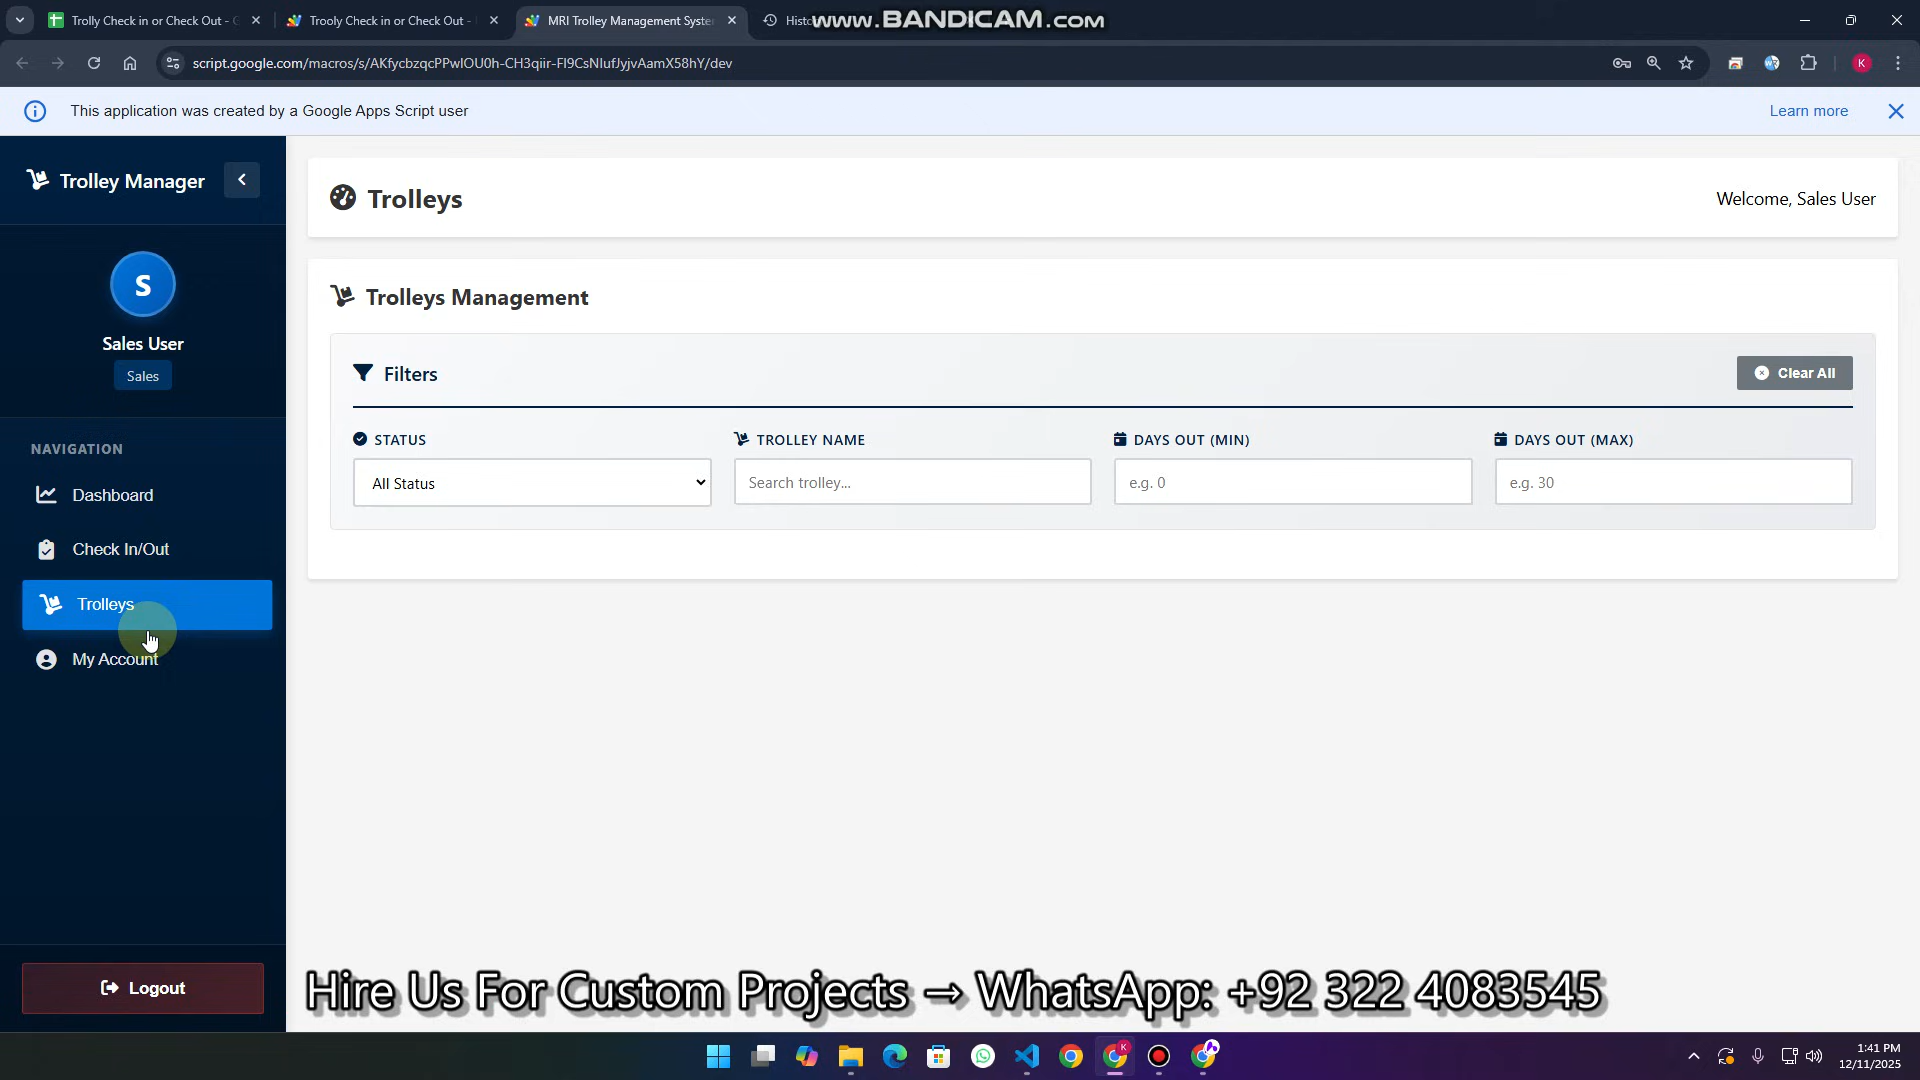 Trolly Check in or Check Out - G
Trooly Check in or Check Out -
MRI Trolley Management Syste
Histo
www.BANDICAM.com
script.google.com/macros/s/AKfycbzqcPPwIOU0h-CH3qiir-FI9CsNIufJyjvAamX58hY/dev
K
This application was created by a Google Apps Script user
Learn more
Trolley Manager
S
Sales User
Sales
NAVIGATION
Dashboard
Check In/Out
Trolleys
My Account
Logout
Trolleys
Welcome, Sales User
Trolleys Management
Filters
Clear All
STATUS
TROLLEY NAME
DAYS OUT (MIN)
DAYS OUT (MAX)
All Status
Search trolley...
e.g. 0
e.g. 30
Hire Us For Custom Projects → WhatsApp: +92 322 4083545
K
1:41 PM
12/11/2025